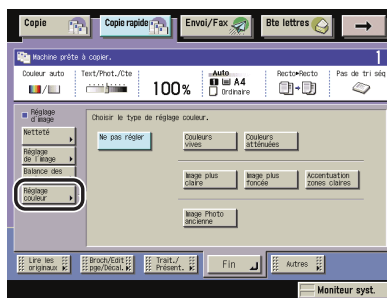 Copie
Copie rapide
Envoi/Fax
Bte lettres
Machine prête à copier.
1
Couleur auto
Text/Phot./Cte
100%
Auto
A4
Ordinaire
Recto▸Recto
Pas de tri séq
Réglage
d'image
Choisir le type de réglage couleur.
Netteté
Ne pas régler
Couleurs
vives
Couleurs
atténuées
Réglage
de l'image
Balance des
Image plus
claire
Image plus
foncée
Accentuation
zones claires
Réglage
couleur
Image Photo
ancienne
Lire les
originaux
Broch/Edit
pge/Décal.
Trait./
Présent.
Fin
Autres
Moniteur syst.